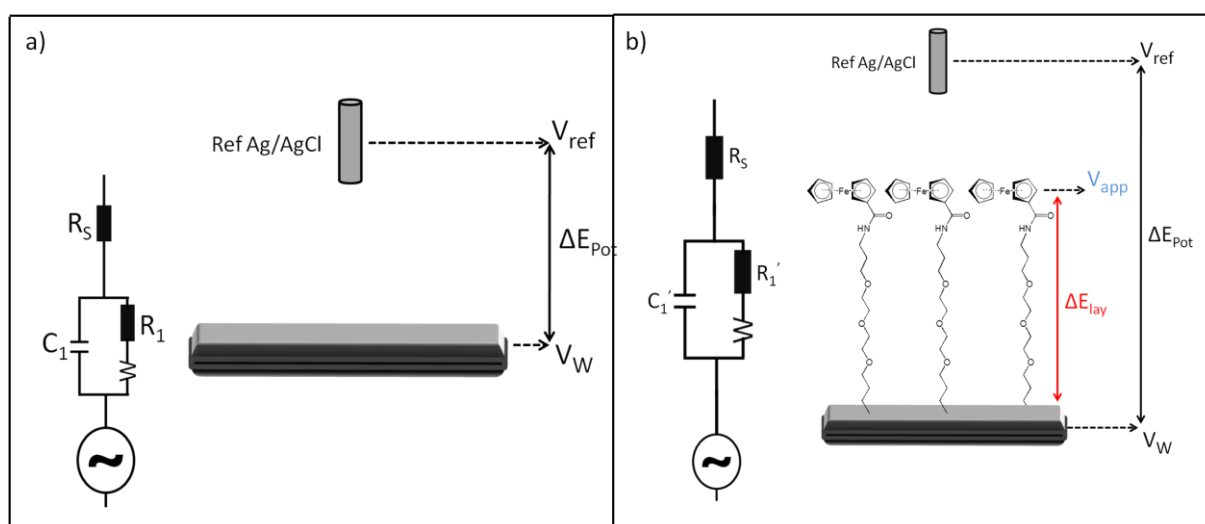 a)
Ref Ag/AgCl
V_ref
R_S
ΔE_Pot
C_1
R_1
V_W
~
b)
Ref Ag/AgCl
V_ref
R_S
Fe Fe Fe
V_app
O O O
HN HN HN
C_1′
R_1′
ΔE_Pot
ΔE_lay
O O O
O O O
O O O
V_W
~